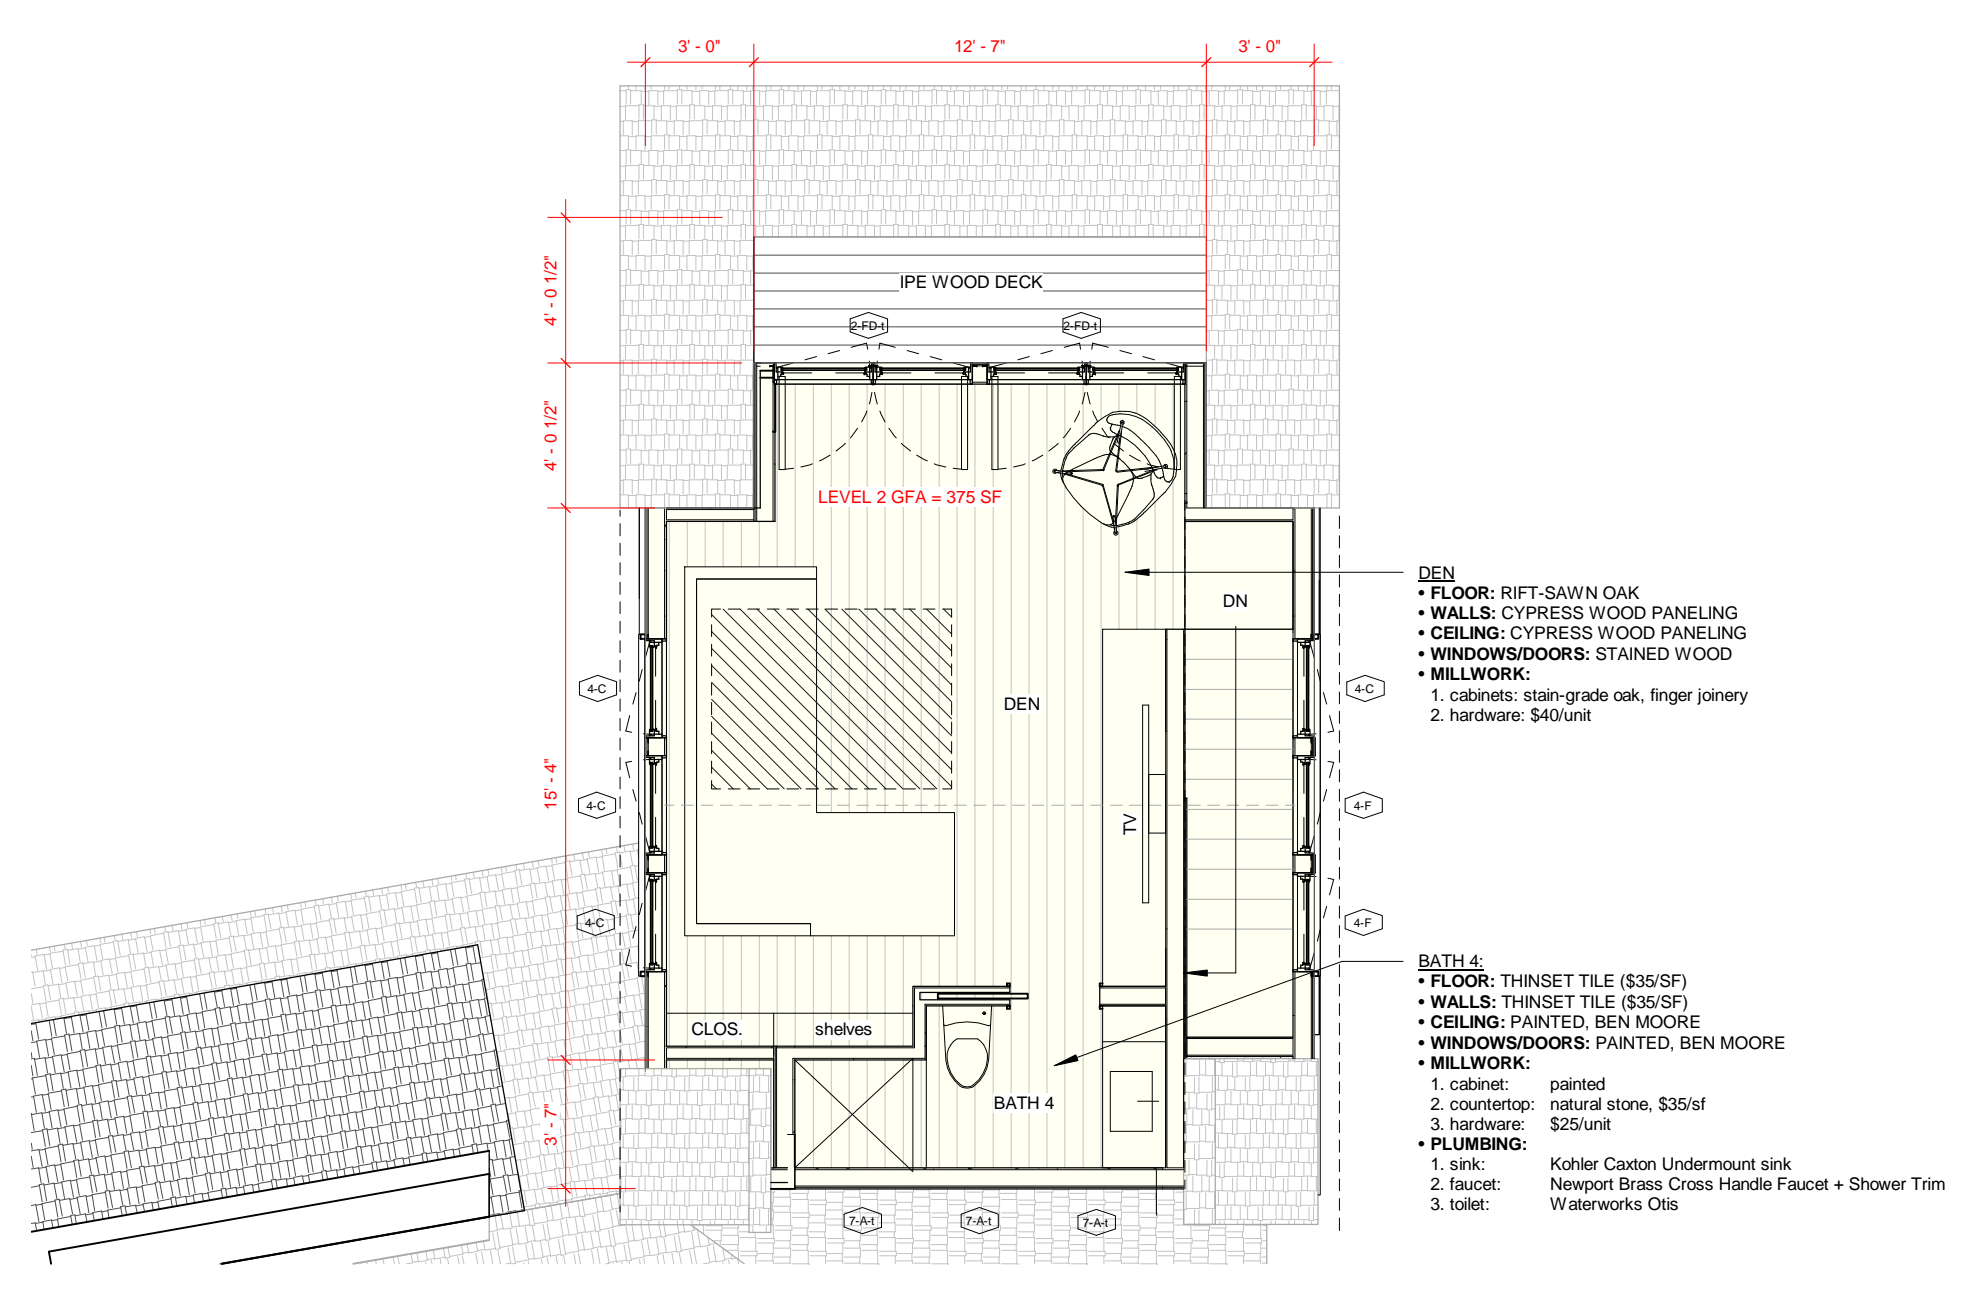 3' - 0"
12' - 7"
3' - 0"
IPE WOOD DECK
4' - 0 1/2"
2-FD-t
2-FD-t
4' - 0 1/2"
LEVEL 2 GFA = 375 SF
DN
DEN
4-C
4-C
15' - 4"
4-C
4-F
TV
4-C
4-F
CLOS.
shelves
BATH 4
3' - 7"
7-A-t
7-A-t
7-A-t
DEN
• FLOOR: RIFT-SAWN OAK
• WALLS: CYPRESS WOOD PANELING
• CEILING: CYPRESS WOOD PANELING
• WINDOWS/DOORS: STAINED WOOD
• MILLWORK:
1. cabinets: stain-grade oak, finger joinery
2. hardware: $40/unit
BATH 4:
• FLOOR: THINSET TILE ($35/SF)
• WALLS: THINSET TILE ($35/SF)
• CEILING: PAINTED, BEN MOORE
• WINDOWS/DOORS: PAINTED, BEN MOORE
• MILLWORK:
1. cabinet: painted
2. countertop: natural stone, $35/sf
3. hardware: $25/unit
• PLUMBING:
1. sink: Kohler Caxton Undermount sink
2. faucet: Newport Brass Cross Handle Faucet + Shower Trim
3. toilet: Waterworks Otis